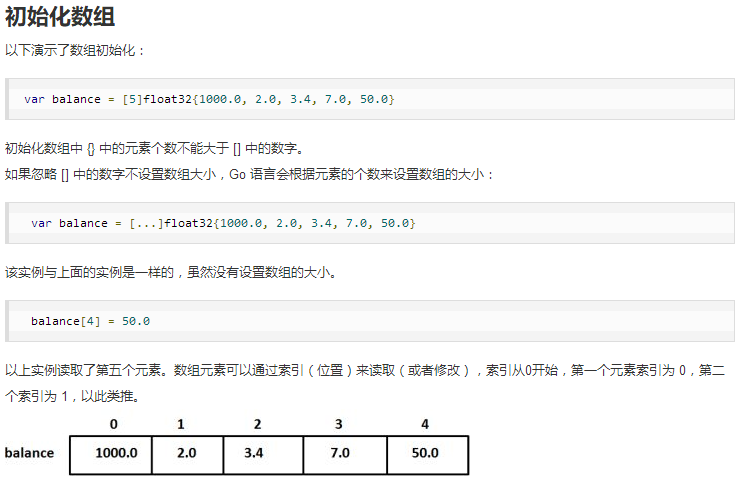 初始化数组
以下演示了数组初始化：
var balance = [5]float32{1000.0, 2.0, 3.4, 7.0, 50.0}
初始化数组中 {} 中的元素个数不能大于 [] 中的数字。
如果忽略 [] 中的数字不设置数组大小，Go 语言会根据元素的个数来设置数组的大小：
var balance = [...]float32{1000.0, 2.0, 3.4, 7.0, 50.0}
该实例与上面的实例是一样的，虽然没有设置数组的大小。
balance[4] = 50.0
以上实例读取了第五个元素。数组元素可以通过索引（位置）来读取（或者修改），索引从0开始，第一个元素索引为 0，第二
个索引为 1，以此类推。
0 1 2 3 4
balance 1000.0 2.0 3.4 7.0 50.0